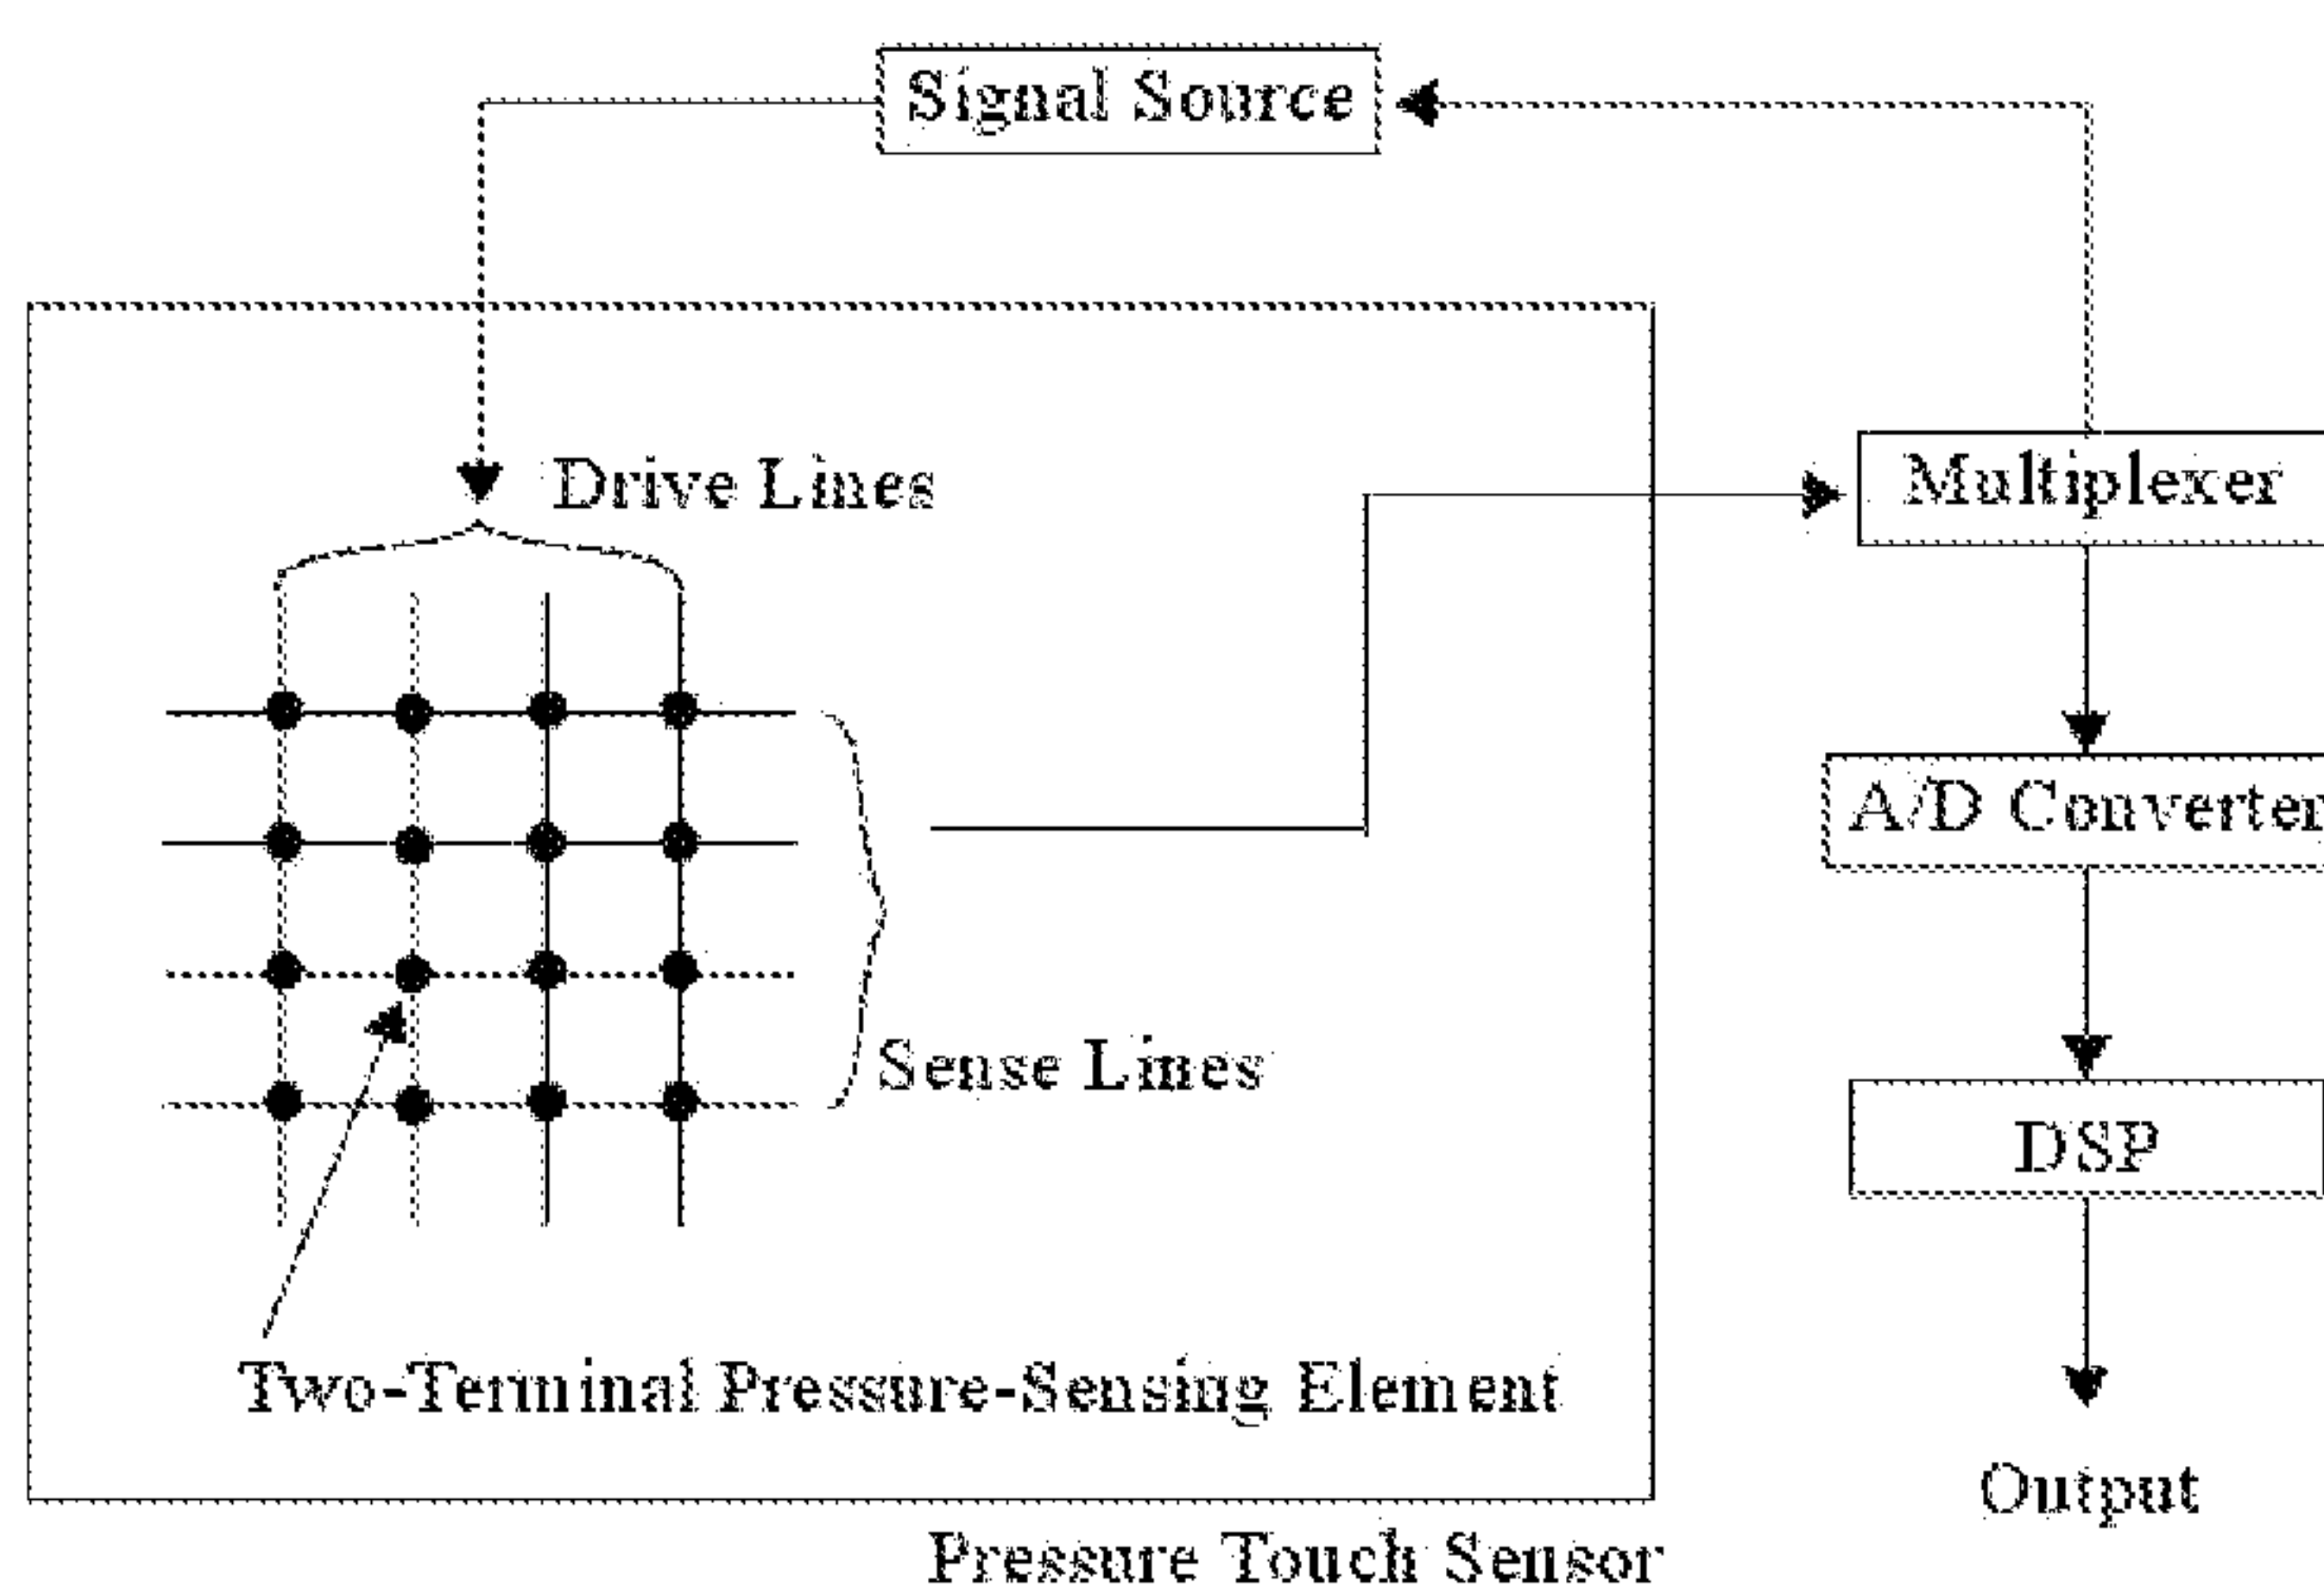 Signal Source
Drive Lines
Multiplexer
A/D Converter
Sense Lines
DSP
Two-Terminal Pressure-Sensing Element
Output
Pressure Touch Sensor